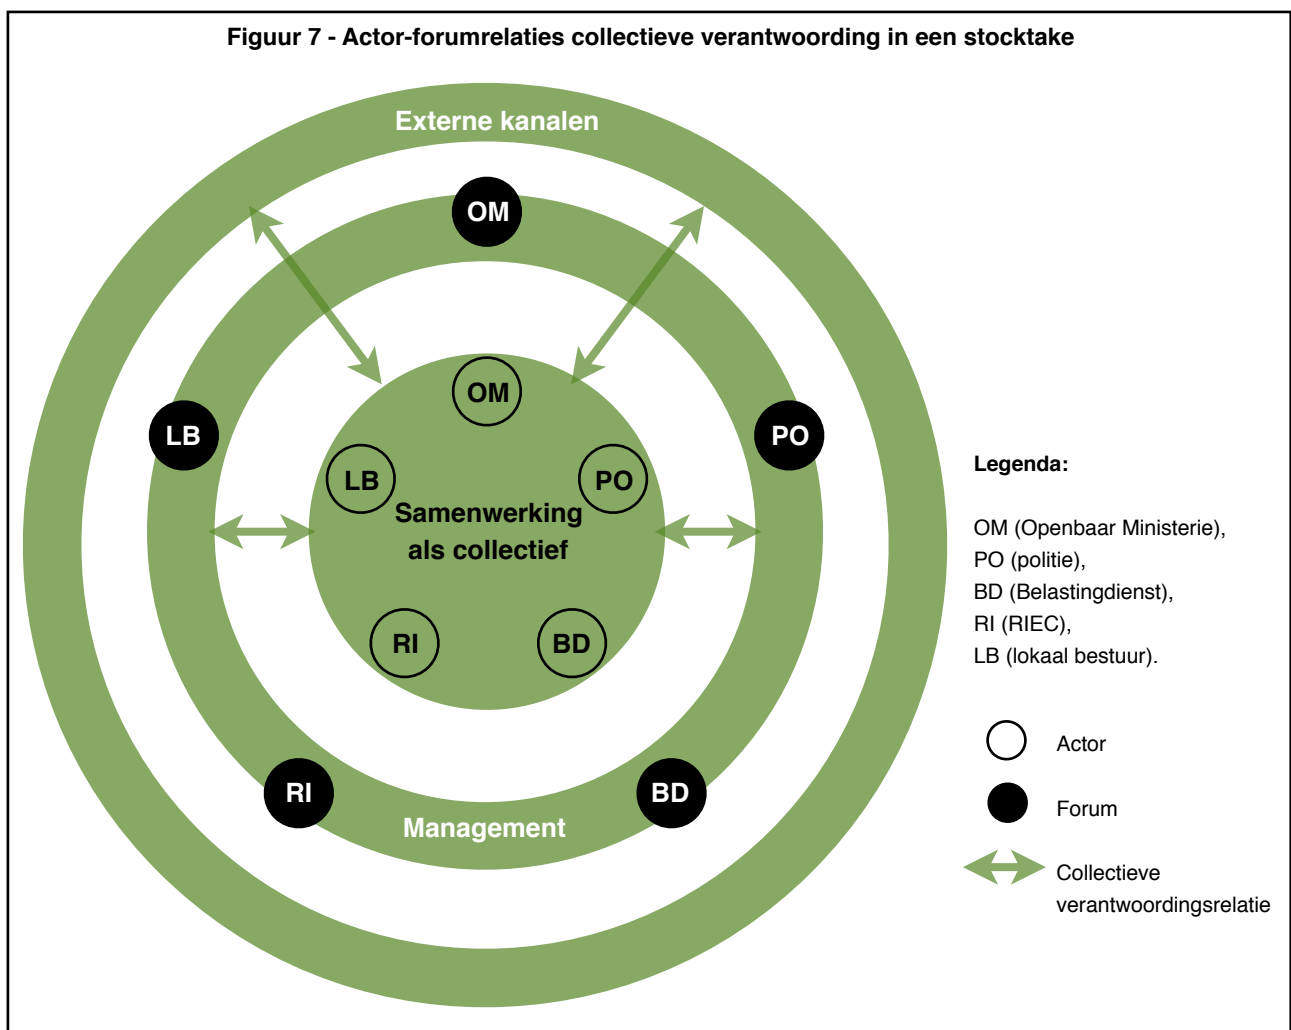 Figuur 7 - Actor-forumrelaties collectieve verantwoording in een stocktake
Externe kanalen
OM
OM
LB
PO
LB
PO
Samenwerking
als collectief
RI
BD
RI
BD
Management
Legenda:
OM (Openbaar Ministerie),
PO (politie),
BD (Belastingdienst),
RI (RIEC),
LB (lokaal bestuur).
Actor
Forum
Collectieve
verantwoordingsrelatie